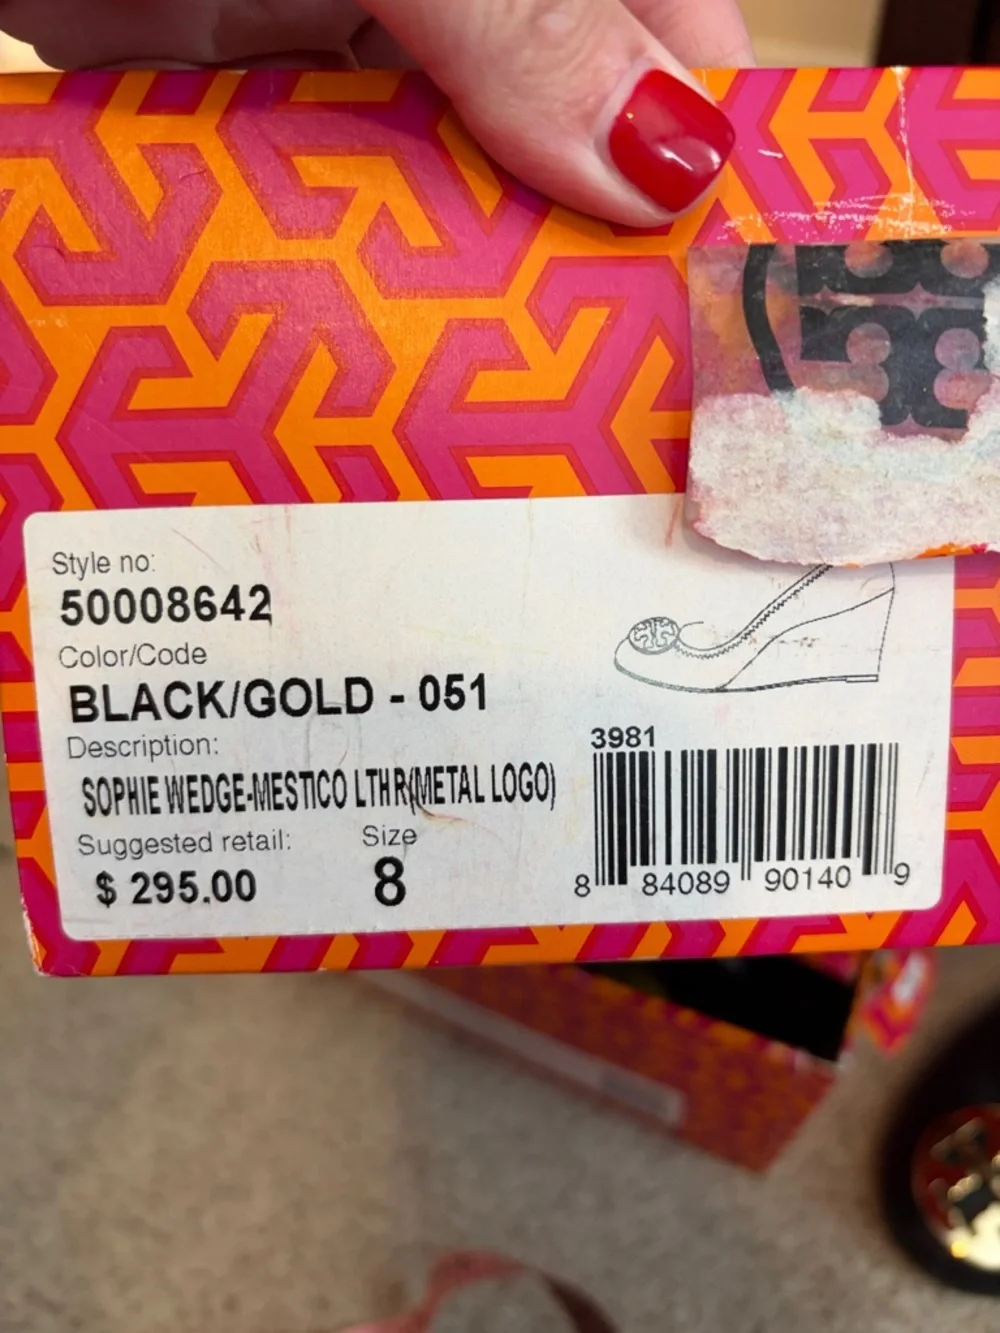 Style no:
50008642
Color/Code
BLACK/GOLD - 051
Description:
SOPHIE WEDGE-MESTICO LTHR(METAL LOGO)
Suggested retail:
$ 295.00
Size
8
3981
8 84089 90140 9